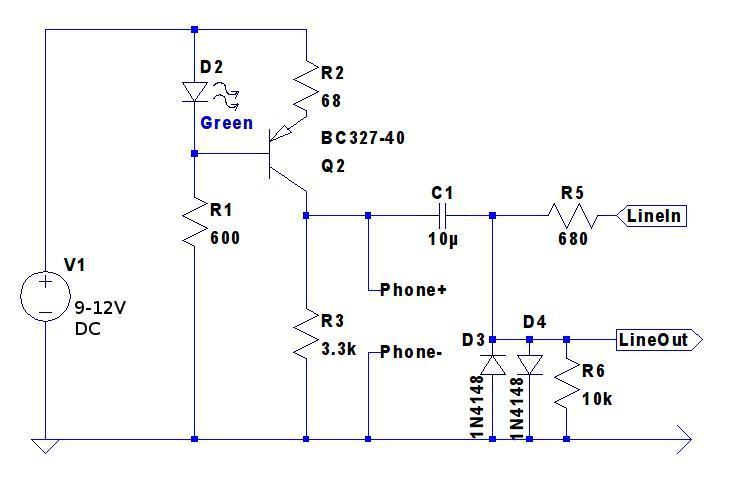 D2
Green
R2
68
BC327-40
Q2
R1
600
C1
10µ
R5
680
LineIn
V1
9-12V
DC
Phone+
R3
3.3k
Phone-
D3
1N4148
D4
1N4148
LineOut
R6
10k